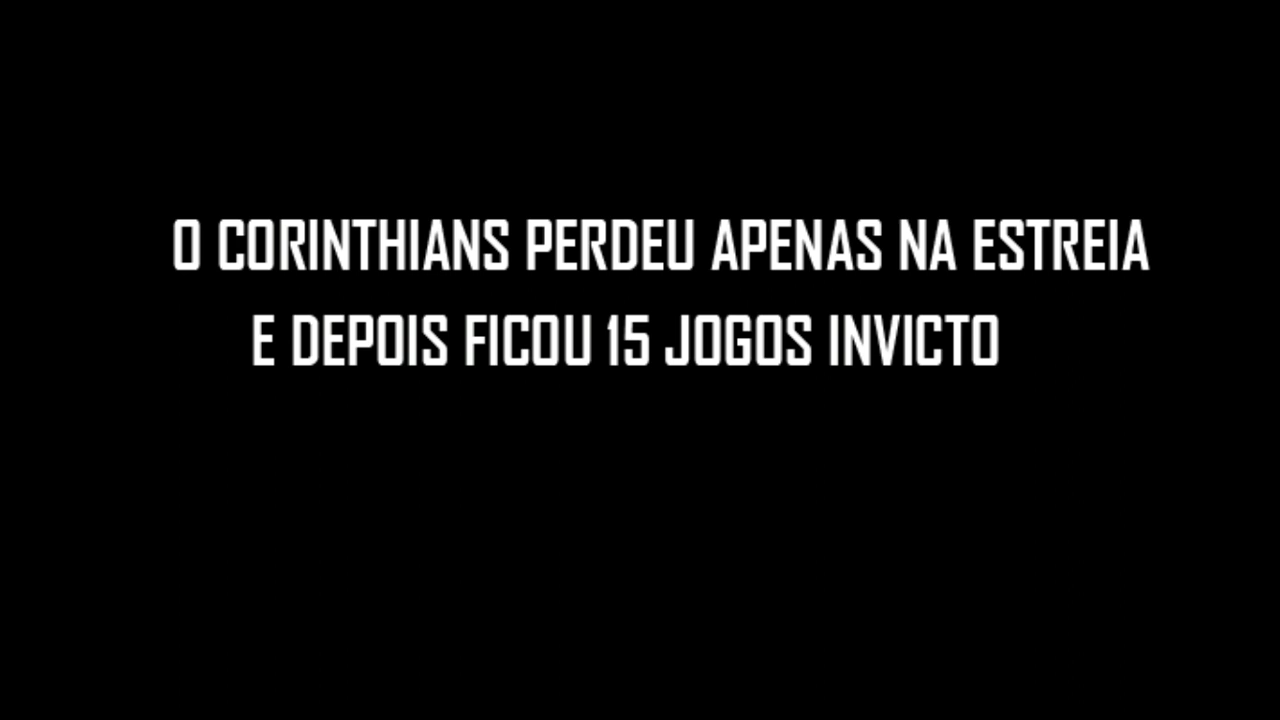 O CORINTHIANS PERDEU APENAS NA ESTREIA
E DEPOIS FICOU 15 JOGOS INVICTO